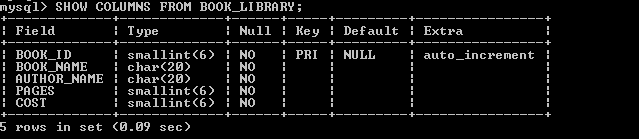 mysql> SHOW COLUMNS FROM BOOK_LIBRARY;
+-------------+-------------+------+-----+---------+----------------+
| Field | Type | Null | Key | Default | Extra |
+-------------+-------------+------+-----+---------+----------------+
| BOOK_ID | smallint(6) | NO | PRI | NULL | auto_increment |
| BOOK_NAME | char(20) | NO | | | |
| AUTHOR_NAME | char(20) | NO | | | |
| PAGES | smallint(6) | NO | | | |
| COST | smallint(6) | NO | | | |
+-------------+-------------+------+-----+---------+----------------+
5 rows in set (0.09 sec)